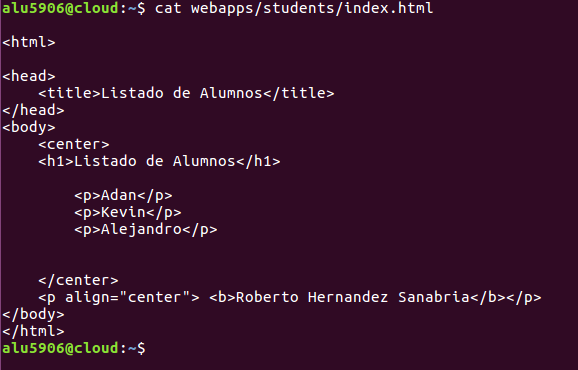 alu5906@cloud:~$ cat webapps/students/index.html
<html>
<head>
<title>Listado de Alumnos</title>
</head>
<body>
<center>
<h1>Listado de Alumnos</h1>
<p>Adan</p>
<p>Kevin</p>
<p>Alejandro</p>
</center>
<p align="center"> <b>Roberto Hernandez Sanabria</b></p>
</body>
</html>
alu5906@cloud:~$